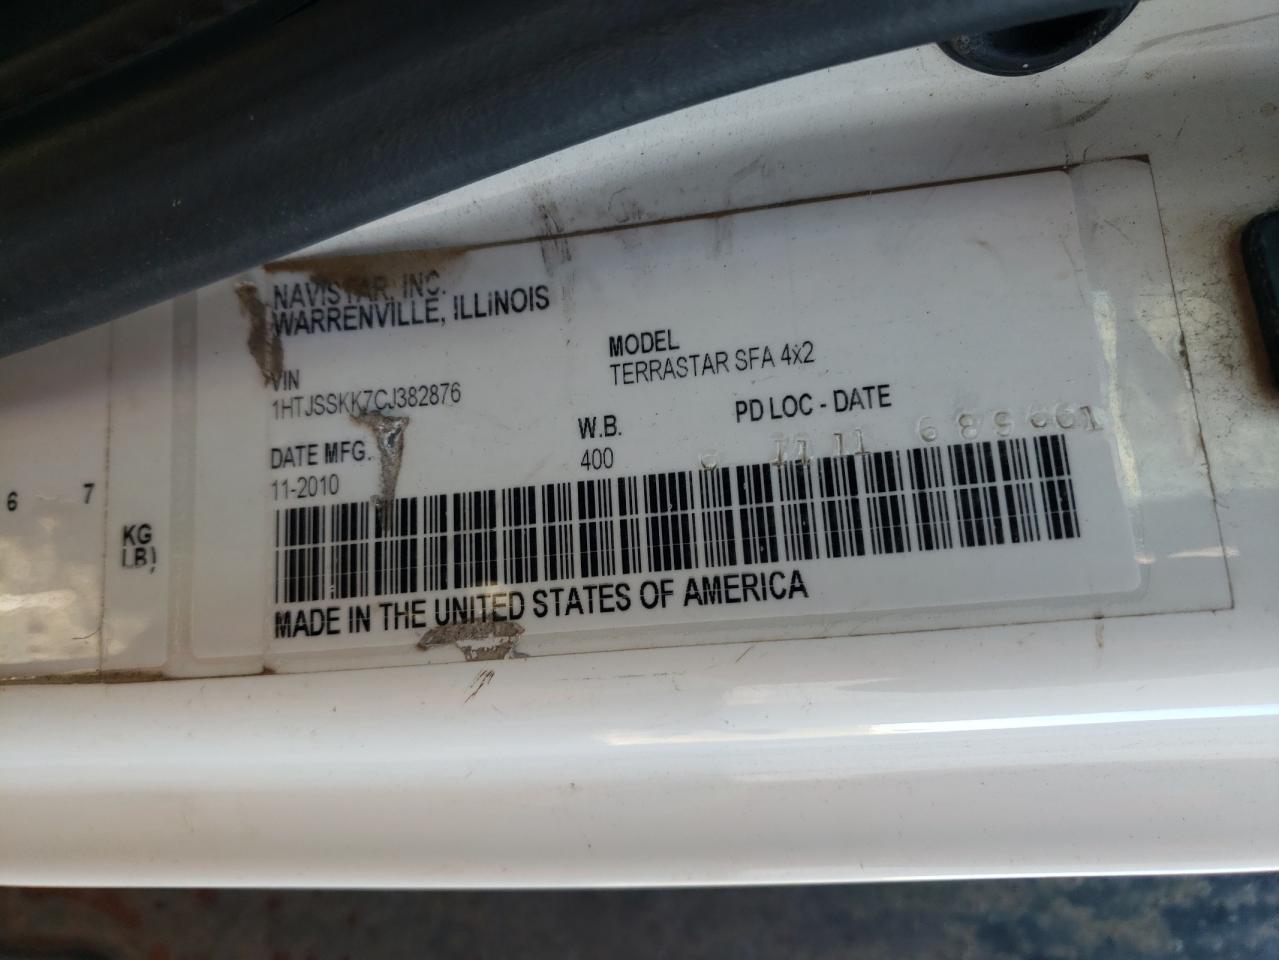 NAVISTAR, INC.
WARRENVILLE, ILLINOIS
VIN
1HTJSSKK7CJ382876
MODEL
TERRASTAR SFA 4x2
DATE MFG.
11-2010
W.B.
400
PD LOC - DATE
6 7
KG
LB)
MADE IN THE UNITED STATES OF AMERICA